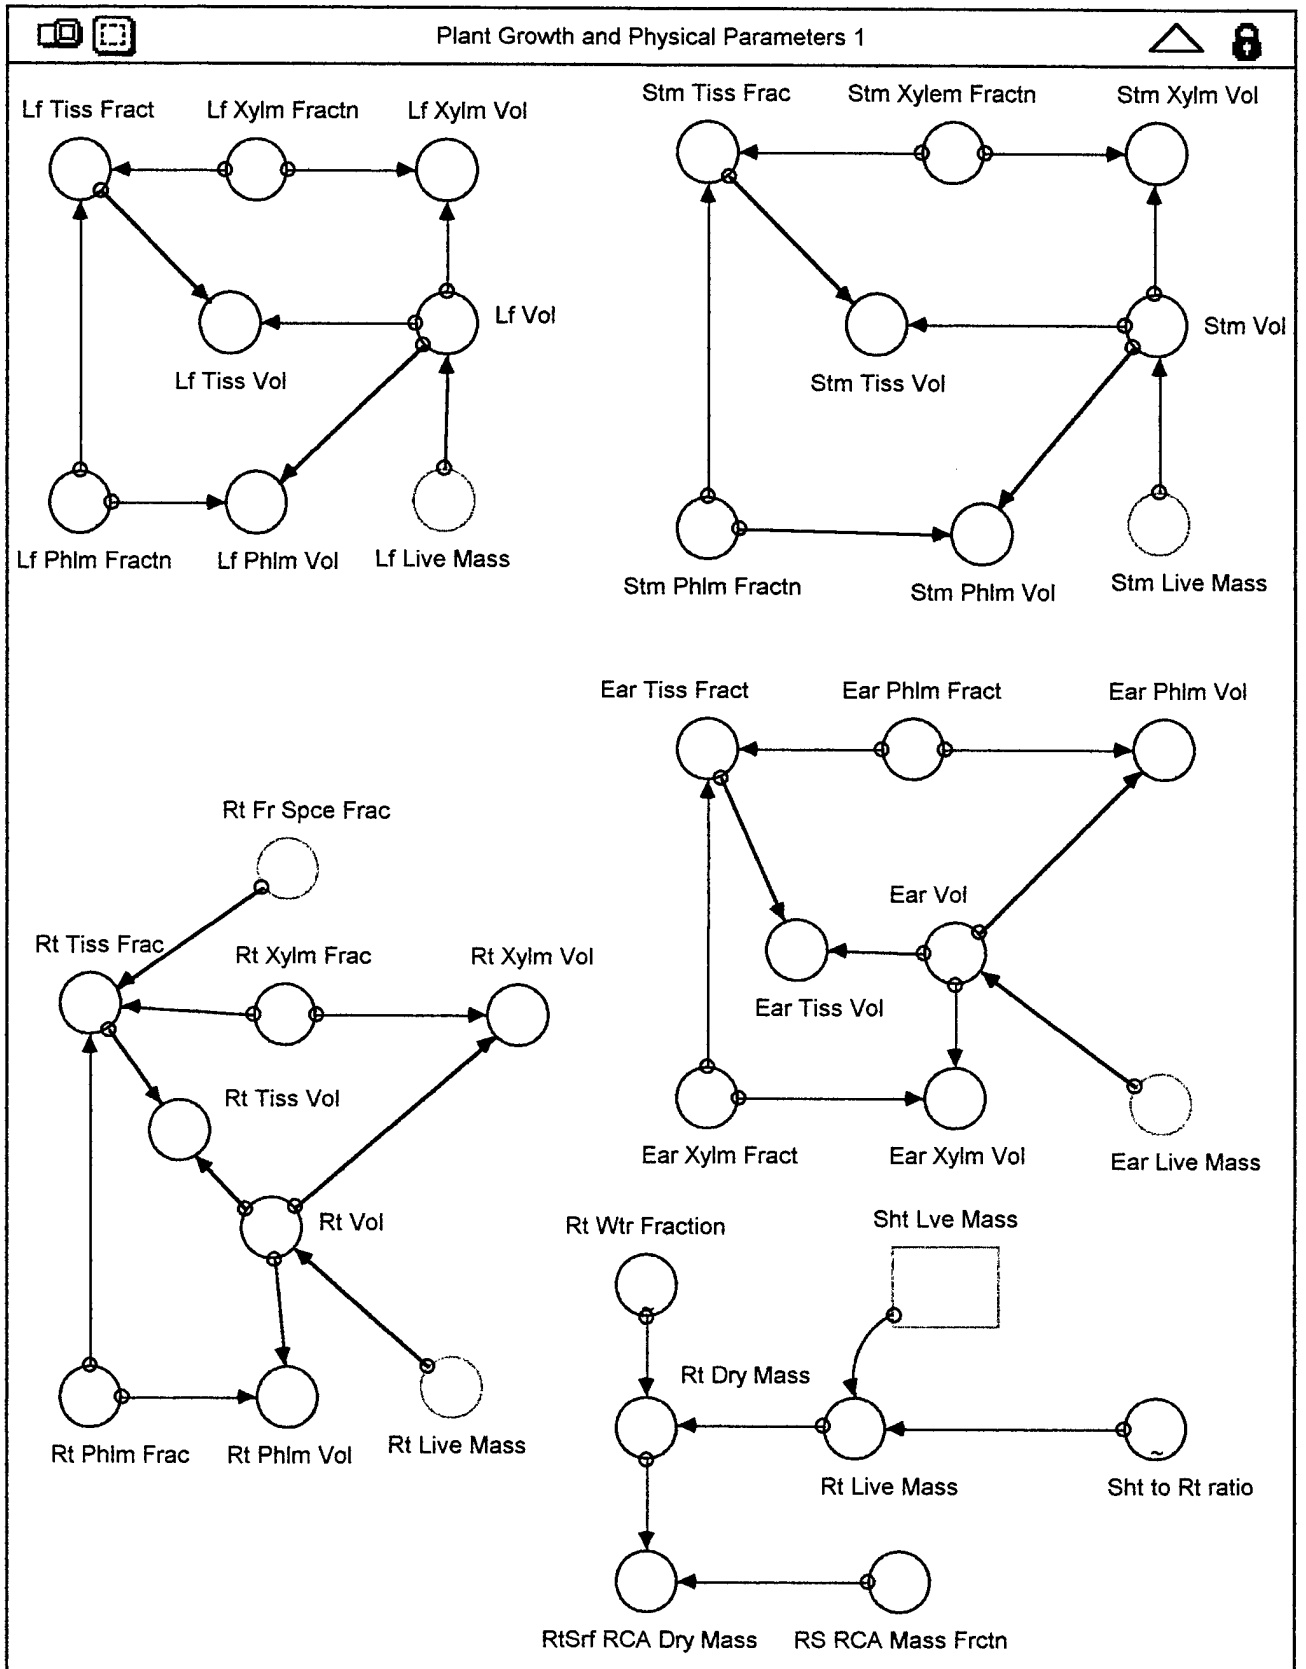 Plant Growth and Physical Parameters 1
Lf Tiss Fract
Lf Xylm Fractn
Lf Xylm Vol
Lf Vol
Lf Tiss Vol
Lf Phlm Fractn
Lf Phlm Vol
Lf Live Mass
Stm Tiss Frac
Stm Xylem Fractn
Stm Xylm Vol
Stm Vol
Stm Tiss Vol
Stm Phlm Fractn
Stm Phlm Vol
Stm Live Mass
Ear Tiss Fract
Ear Phlm Fract
Ear Phlm Vol
Ear Vol
Ear Tiss Vol
Ear Xylm Fract
Ear Xylm Vol
Ear Live Mass
Rt Fr Spce Frac
Rt Tiss Frac
Rt Xylm Frac
Rt Xylm Vol
Rt Tiss Vol
Rt Vol
Rt Phlm Frac
Rt Phlm Vol
Rt Live Mass
Rt Wtr Fraction
Sht Lve Mass
Rt Dry Mass
Rt Live Mass
~
Sht to Rt ratio
RtSrf RCA Dry Mass
RS RCA Mass Frctn